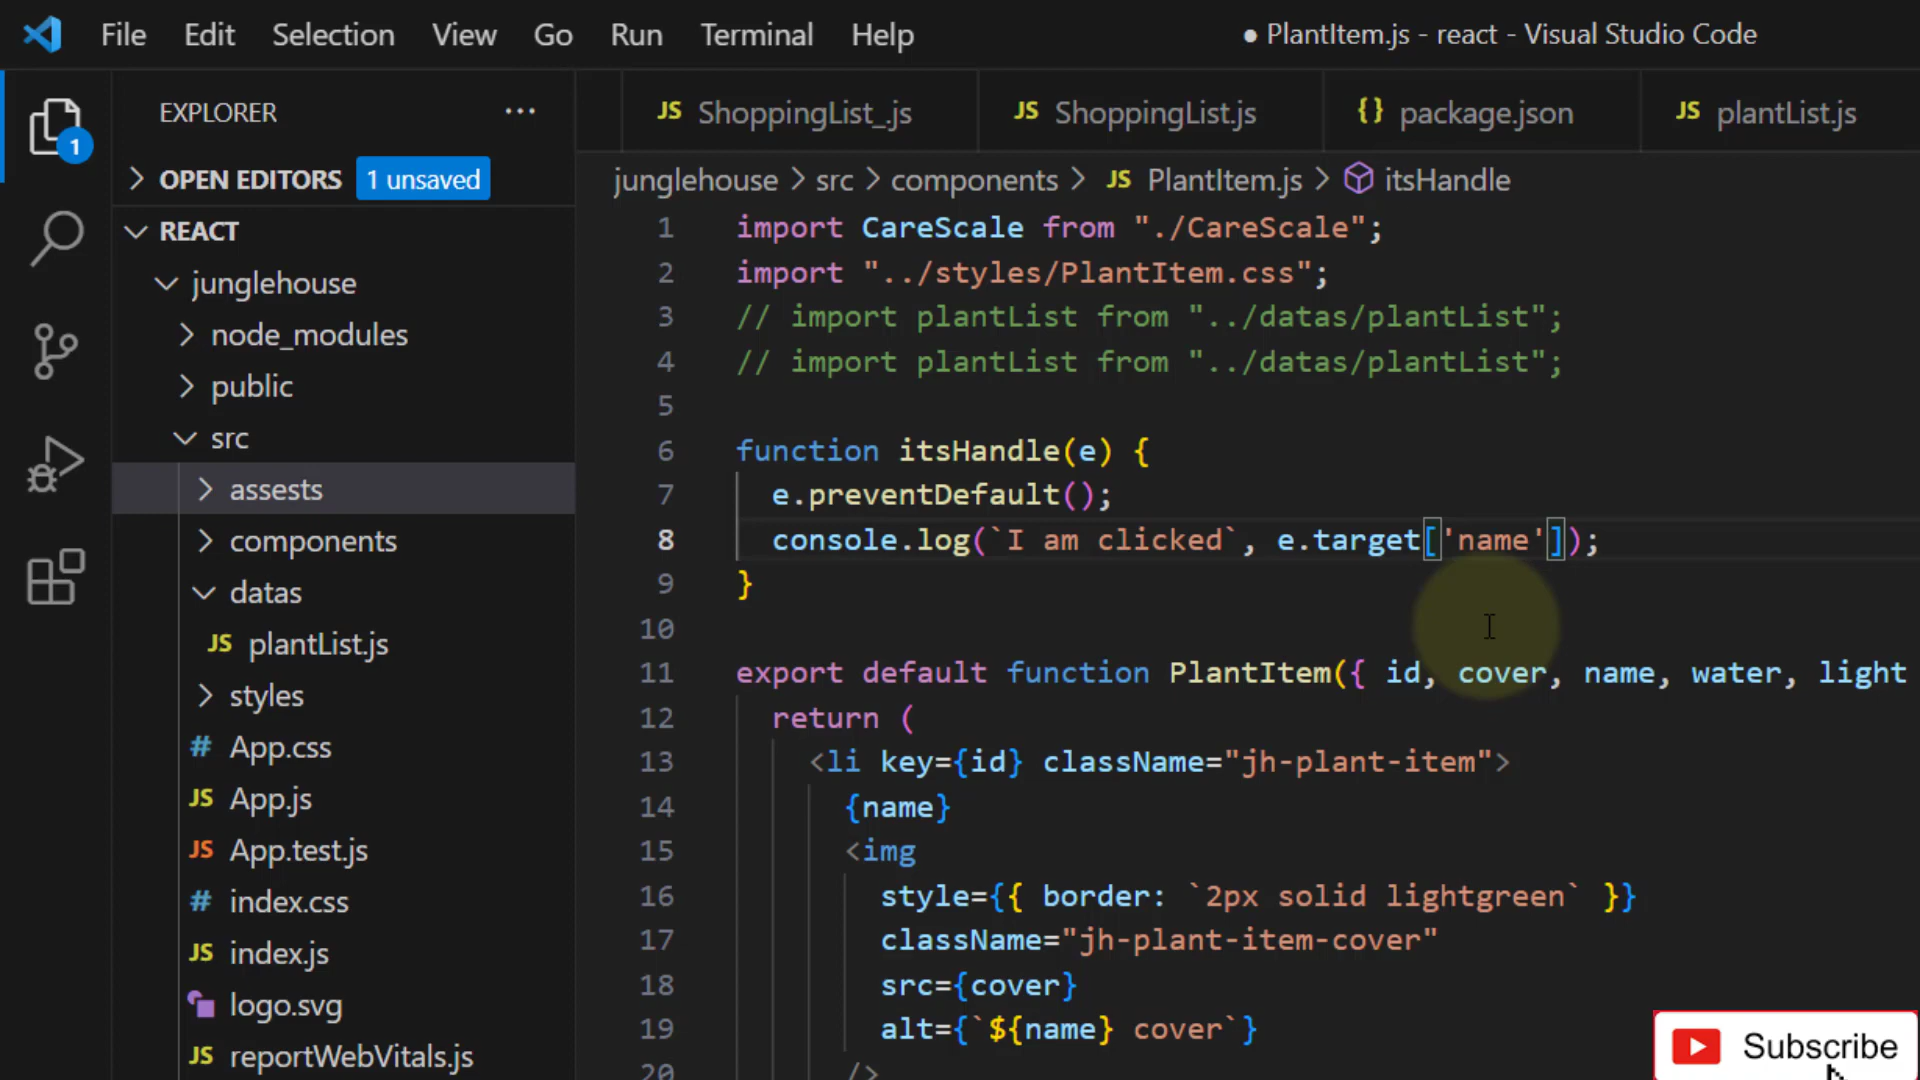 File Edit Selection View Go Run Terminal Help ● PlantItem.js - react - Visual Studio Code
EXPLORER ···
JS ShoppingList_.js JS ShoppingList.js {} package.json JS plantList.js
1
OPEN EDITORS 1 unsaved
junglehouse > src > components > JS PlantItem.js > itsHandle
REACT
junglehouse
node_modules
public
src
assests
components
datas
JS plantList.js
styles
# App.css
JS App.js
JS App.test.js
# index.css
JS index.js
logo.svg
JS reportWebVitals.js
1 import CareScale from "./CareScale";
2 import "../styles/PlantItem.css";
3 // import plantList from "../datas/plantList";
4 // import plantList from "../datas/plantList";
5
6 function itsHandle(e) {
7 e.preventDefault();
8 console.log(`I am clicked`, e.target['name']);
9 }
10
11 export default function PlantItem({ id, cover, name, water, light
12 return (
13 <li key={id} className="jh-plant-item">
14 {name}
15 <img
16 style={{ border: `2px solid lightgreen` }}
17 className="jh-plant-item-cover"
18 src={cover}
19 alt={`${name} cover`}
20 />
Subscribe